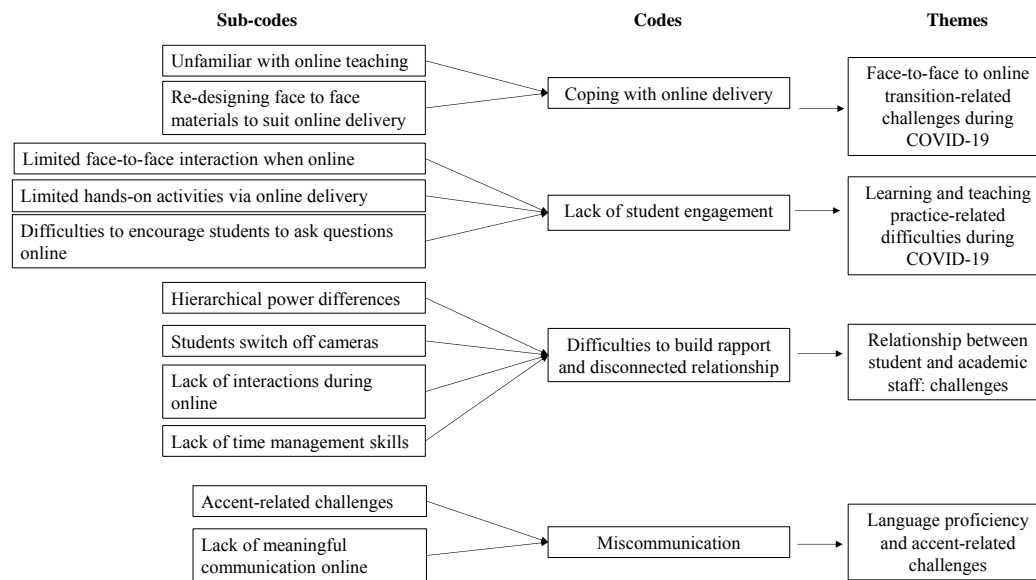 Sub-codes
Codes
Themes
Unfamiliar with online teaching
Re-designing face to face
materials to suit online delivery
Coping with online delivery
Face-to-face to online
transition-related
challenges during
COVID-19
Limited face-to-face interaction when online
Limited hands-on activities via online delivery
Difficulties to encourage students to ask questions
online
Lack of student engagement
Learning and teaching
practice-related
difficulties during
COVID-19
Hierarchical power differences
Students switch off cameras
Lack of interactions during
online
Lack of time management skills
Difficulties to build rapport
and disconnected relationship
Relationship between
student and academic
staff: challenges
Accent-related challenges
Lack of meaningful
communication online
Miscommunication
Language proficiency
and accent-related
challenges